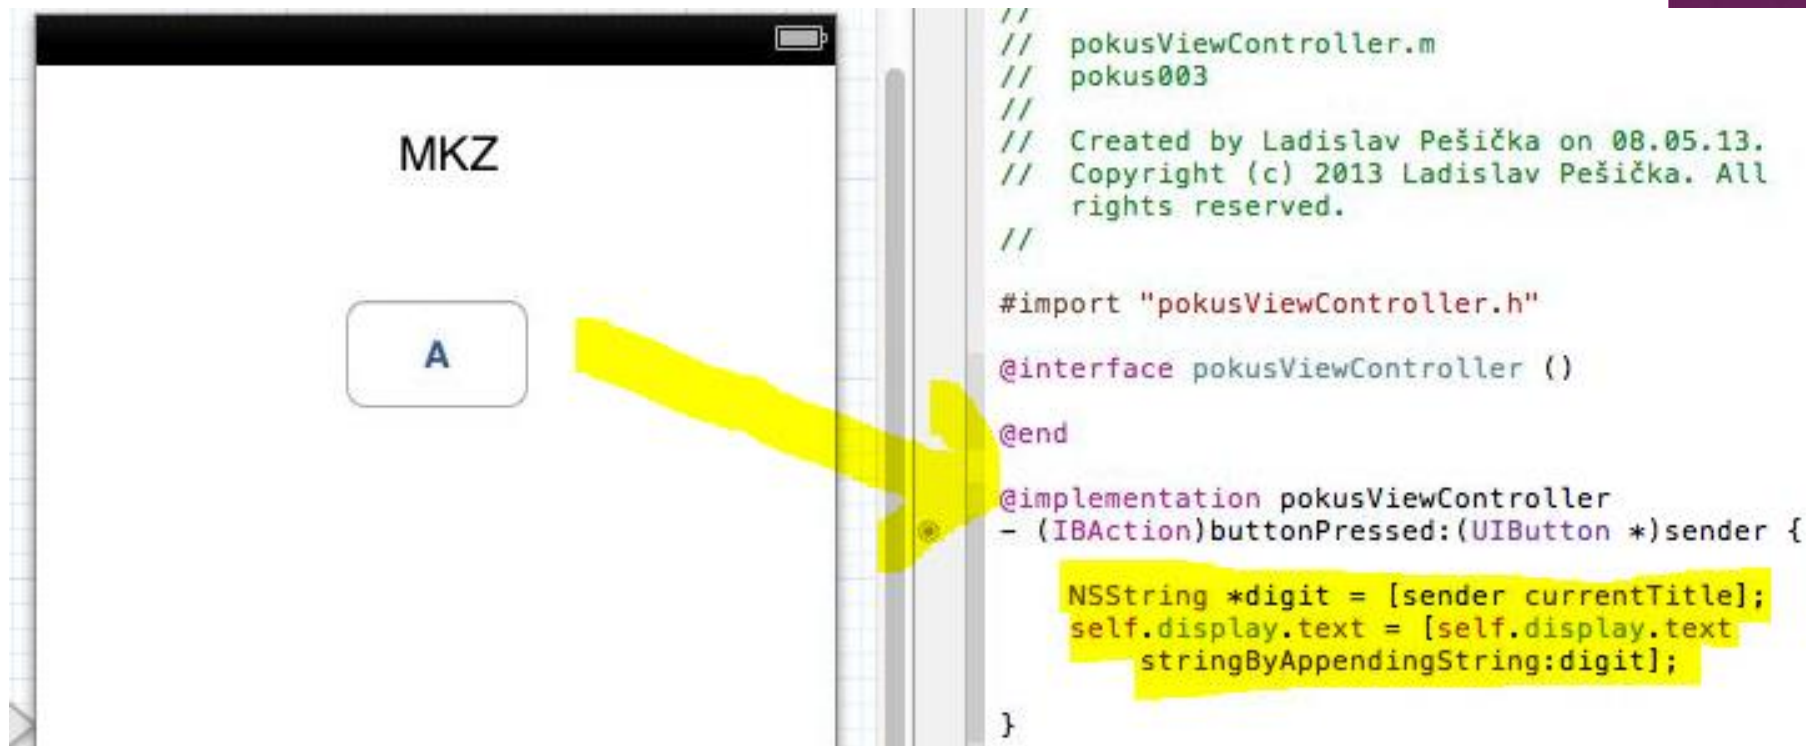 MKZ
A
//
//  pokusViewController.m
//  pokus003
//
//  Created by Ladislav Pešička on 08.05.13.
//  Copyright (c) 2013 Ladislav Pešička. All
    rights reserved.
//
#import "pokusViewController.h"
@interface pokusViewController ()
@end
@implementation pokusViewController
- (IBAction)buttonPressed:(UIButton *)sender {
    NSString *digit = [sender currentTitle];
    self.display.text = [self.display.text
        stringByAppendingString:digit];
}